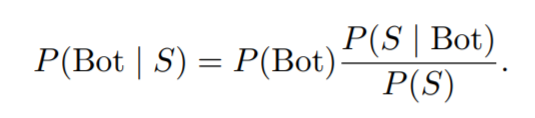 P(Bot | S) = P(Bot) P(S | Bot) / P(S) .